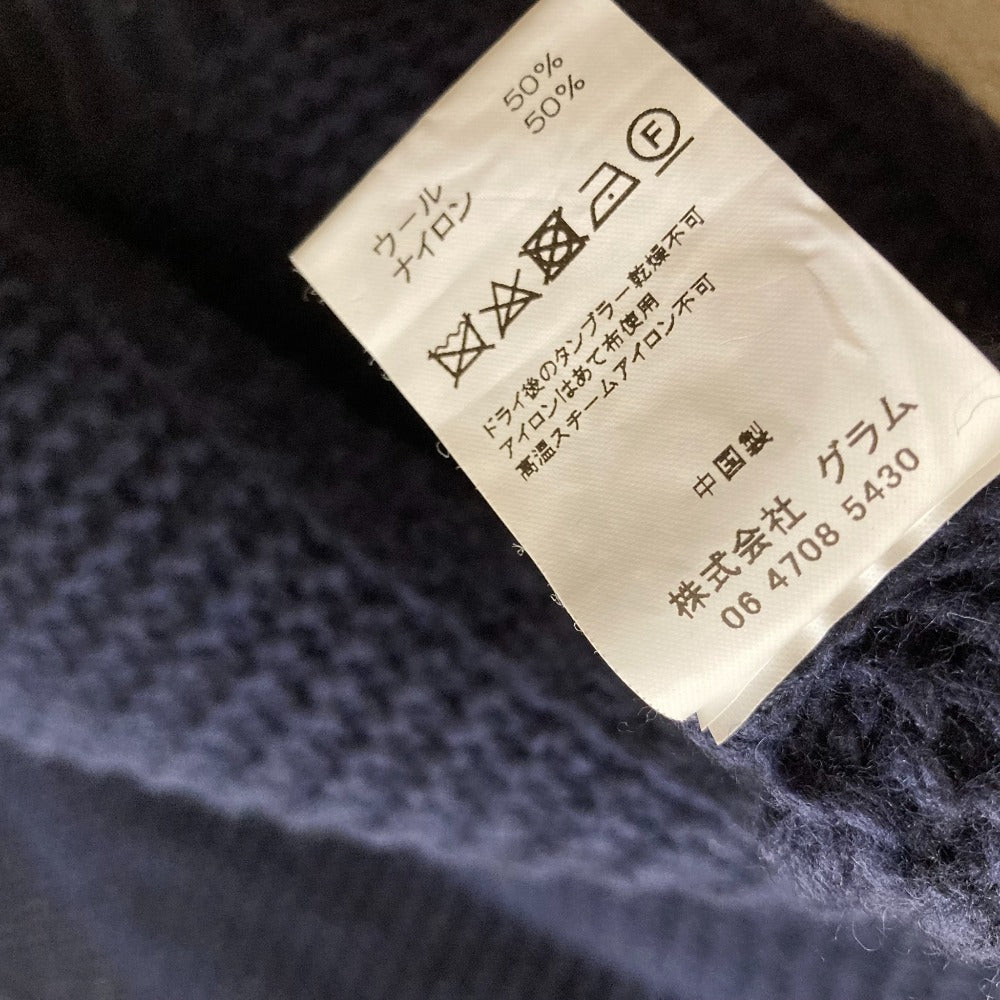 ウール 50%
ナイロン 50%
F
ドライ後のタンブラー乾燥不可
アイロンはあて布使用
高温スチームアイロン不可
中国製
株式会社 グラム
06 4708 5430